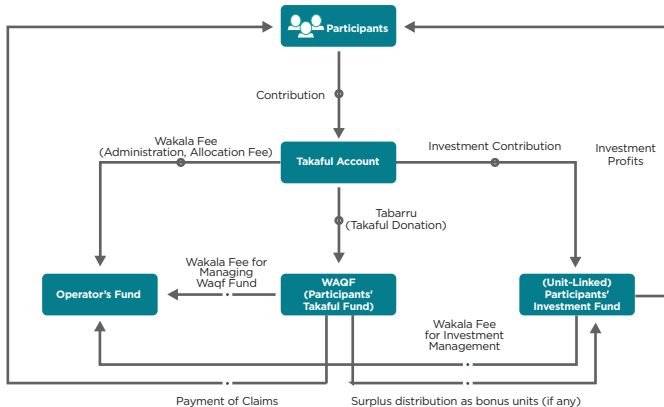 Participants
Contribution
Wakala Fee
(Administration, Allocation Fee)
Takaful Account
Investment Contribution
Investment
Profits
Tabarru
(Takaful Donation)
Wakala Fee for
Managing
Waqf Fund
Operator's Fund
WAQF
(Participants'
Takaful Fund)
(Unit-Linked)
Participants'
Investment Fund
Wakala Fee
for Investment
Management
Payment of Claims
Surplus distribution as bonus units (if any)